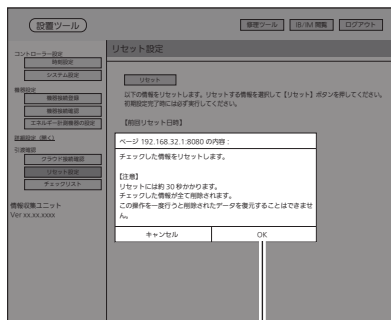 設置ツール
管理ツール
IB/IM 閲覧
ログアウト
コントローラー設定
時刻設定
システム設定
機器設定
機器接続登録
機器接続確認
エネルギー計測機器の設定
詳細設定（開く）
引渡確認
クラウド接続確認
リセット設定
チェックリスト
情報収集ユニット
Ver xx.xx.xxxx
リセット設定
リセット
以下の情報をリセットします。リセットする情報を選択して【リセット】ボタンを押してください。
初期設定完了時には必ず実行してください。
【前回リセット日時】
ページ 192.168.32.1:8080 の内容 :
チェックした情報をリセットします。
【注意】
リセットには約 30 秒かかります。
チェックした情報が全て削除されます。
この操作を一度行うと削除されたデータを復元することはできませ
ん。
キャンセル
OK